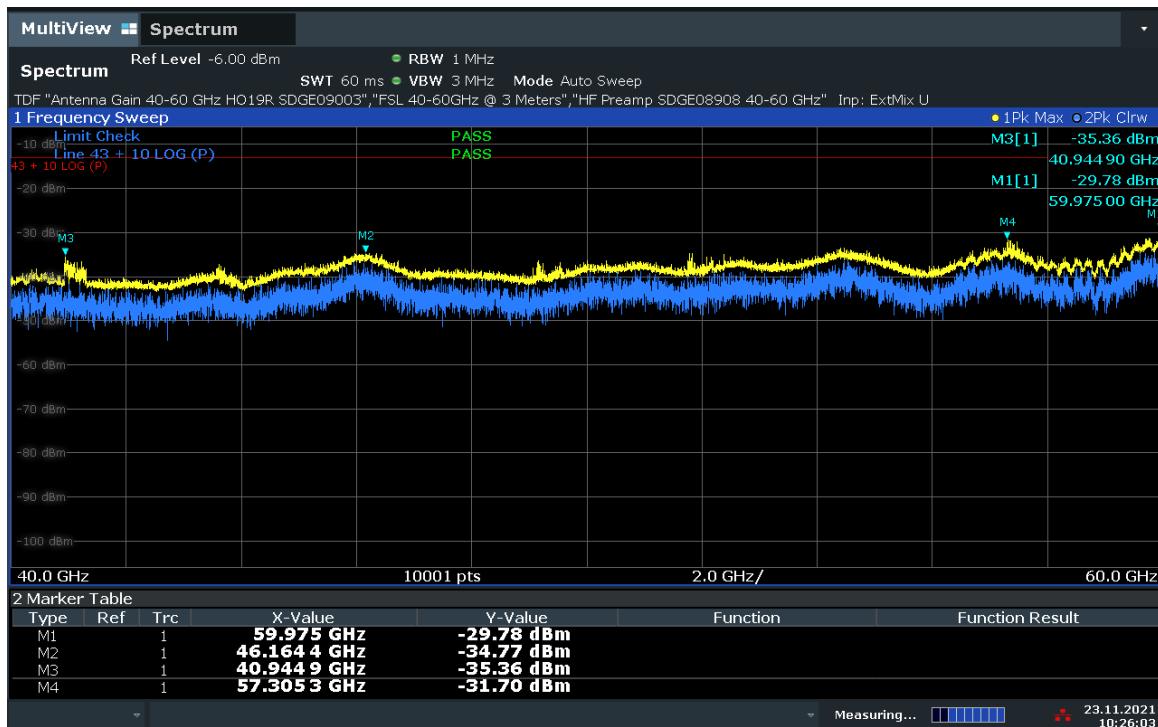 MultiView Spectrum
Spectrum Ref Level -6.00 dBm RBW 1 MHz
SWT 60 ms VBW 3 MHz Mode Auto Sweep
TDF "Antenna Gain 40-60 GHz HO19R SDGE09003","FSL 40-60GHz @ 3 Meters","HF Preamp SDGE08908 40-60 GHz" Inp: ExtMix U
1 Frequency Sweep 1Pk Max 2Pk Clrw
Limit Check PASS M3[1] -35.36 dBm
-10 dBm
Line 43 + 10 LOG (P) PASS 40.944 90 GHz
43 + 10 LOG (P)
M1[1] -29.78 dBm
-20 dBm
59.975 00 GHz
M
M4
-30 dBm
M3 M2
-50 dBm
-60 dBm
-70 dBm
-80 dBm
-90 dBm
-100 dBm
40.0 GHz 10001 pts 2.0 GHz/ 60.0 GHz
2 Marker Table
Type Ref Trc X-Value Y-Value Function Function Result
M1 1 59.975 GHz -29.78 dBm
M2 1 46.164 4 GHz -34.77 dBm
M3 1 40.944 9 GHz -35.36 dBm
M4 1 57.305 3 GHz -31.70 dBm
Measuring... 23.11.2021
10:26:03